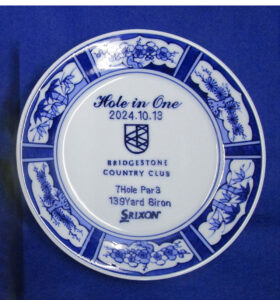 Hole in One
2024.10.13
BRIDGESTONE
COUNTRY CLUB
7Hole Par3
139Yard 8iron
SRIXON